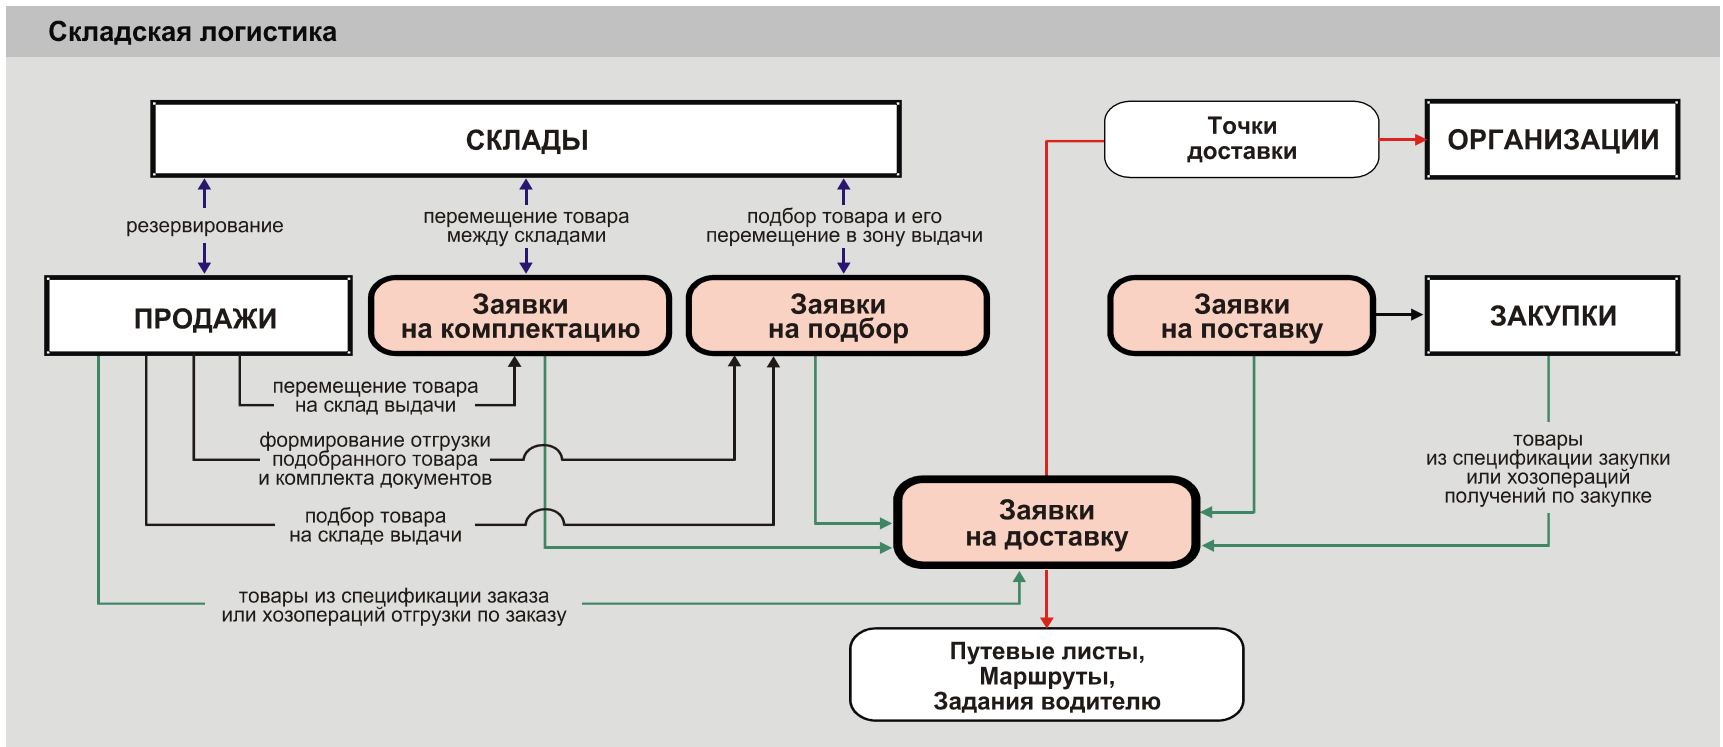 Складская логистика
СКЛАДЫ
Точки
доставки
ОРГАНИЗАЦИИ
резервирование
перемещение товара
между складами
подбор товара и его
перемещение в зону выдачи
ПРОДАЖИ
Заявки
на комплектацию
Заявки
на подбор
Заявки
на поставку
ЗАКУПКИ
перемещение товара
на склад выдачи
формирование отгрузки
подобранного товара
и комплекта документов
подбор товара
на складе выдачи
товары
из спецификации закупки
или хозопераций
получений по закупке
Заявки
на доставку
товары из спецификации заказа
или хозопераций отгрузки по заказу
Путевые листы,
Маршруты,
Задания водителю